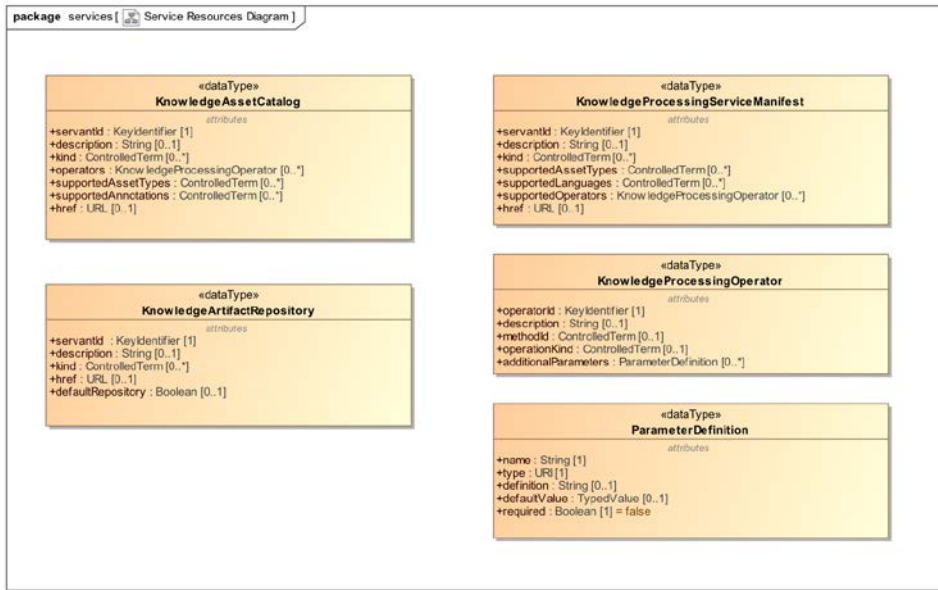 package services [ Service Resources Diagram ]
«dataType»
KnowledgeAssetCatalog
attributes
+servantId : KeyIdentifier [1]
+description : String [0..1]
+kind : ControlledTerm [0..*]
+operators : KnowledgeProcessingOperator [0..*]
+supportedAssetTypes : ControlledTerm [0..*]
+supportedAnnotations : ControlledTerm [0..*]
+href : URL [0..1]
«dataType»
KnowledgeArtifactRepository
attributes
+servantId : KeyIdentifier [1]
+description : String [0..1]
+kind : ControlledTerm [0..*]
+href : URL [0..1]
+defaultRepository : Boolean [0..1]
«dataType»
KnowledgeProcessingServiceManifest
attributes
+servantId : KeyIdentifier [1]
+description : String [0..1]
+kind : ControlledTerm [0..*]
+supportedAssetTypes : ControlledTerm [0..*]
+supportedLanguages : ControlledTerm [0..*]
+supportedOperators : KnowledgeProcessingOperator [0..*]
+href : URL [0..1]
«dataType»
KnowledgeProcessingOperator
attributes
+operatorId : KeyIdentifier [1]
+description : String [0..1]
+methodId : ControlledTerm [0..1]
+operationKind : ControlledTerm [0..1]
+additionalParameters : ParameterDefinition [0..*]
«dataType»
ParameterDefinition
attributes
+name : String [1]
+type : URI [1]
+definition : String [0..1]
+defaultValue : TypedValue [0..1]
+required : Boolean [1] = false